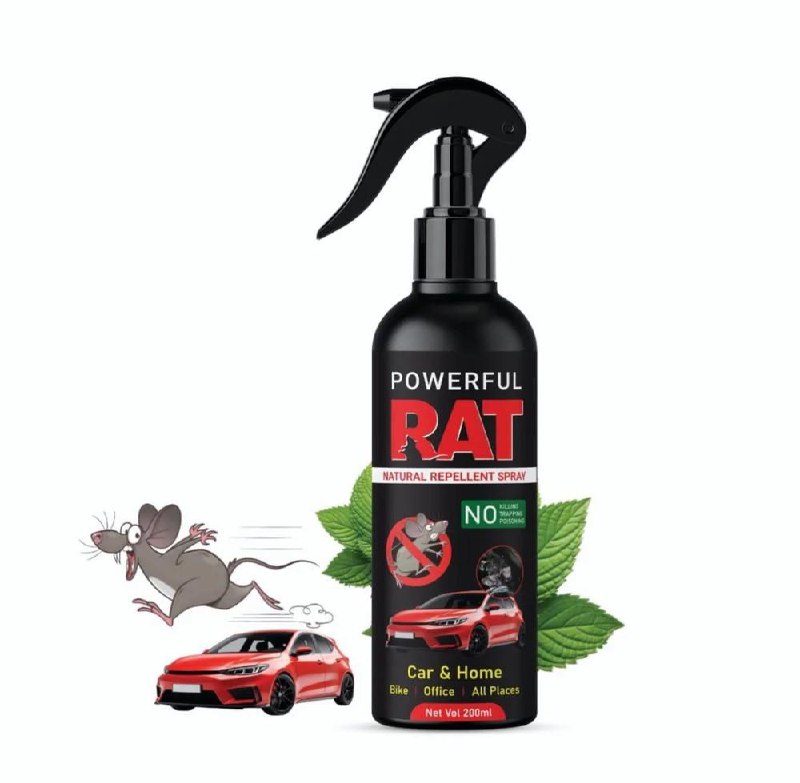 POWERFUL
RAT
NATURAL REPELLENT SPRAY
NO
KILLING
TRAPPING
POISONING
Car & Home
Bike | Office | All Places
Net Vol 200ml